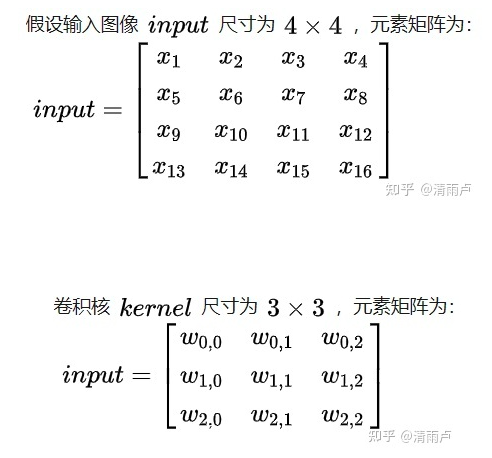 假设输入图像 input 尺寸为 4 × 4 ，元素矩阵为：
x1 x2 x3 x4
x5 x6 x7 x8
input =
x9 x10 x11 x12
x13 x14 x15 x16
知乎 @清雨卢
卷积核 kernel 尺寸为 3 × 3 ，元素矩阵为：
w0,0 w0,1 w0,2
input = w1,0 w1,1 w1,2
w2,0 w2,1 w2,2
知乎 @清雨卢